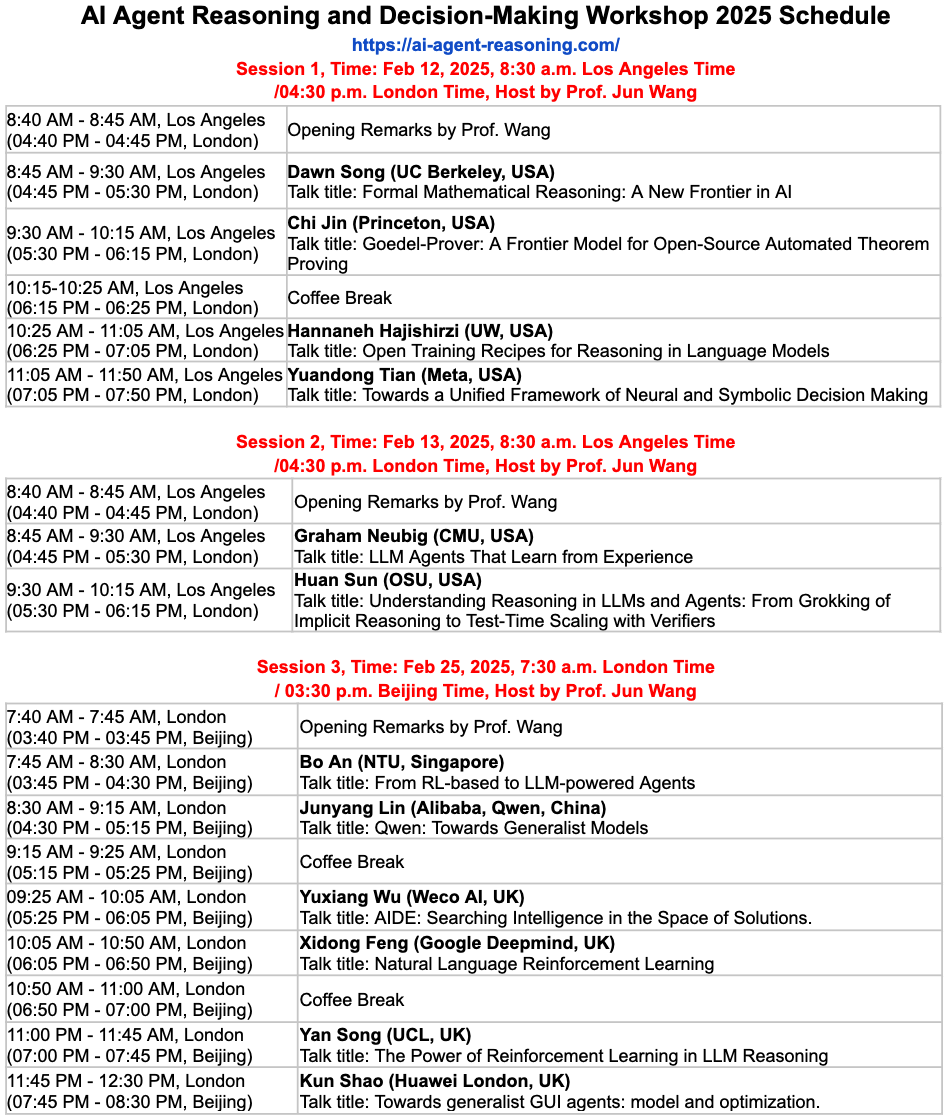 AI Agent Reasoning and Decision-Making Workshop 2025 Schedule
https://ai-agent-reasoning.com/
Session 1, Time: Feb 12, 2025, 8:30 a.m. Los Angeles Time
/04:30 p.m. London Time, Host by Prof. Jun Wang
8:40 AM - 8:45 AM, Los Angeles
(04:40 PM - 04:45 PM, London)
Opening Remarks by Prof. Wang
8:45 AM - 9:30 AM, Los Angeles
(04:45 PM - 05:30 PM, London)
Dawn Song (UC Berkeley, USA)
Talk title: Formal Mathematical Reasoning: A New Frontier in AI
9:30 AM - 10:15 AM, Los Angeles
(05:30 PM - 06:15 PM, London)
Chi Jin (Princeton, USA)
Talk title: Goedel-Prover: A Frontier Model for Open-Source Automated Theorem
Proving
10:15-10:25 AM, Los Angeles
(06:15 PM - 06:25 PM, London)
Coffee Break
10:25 AM - 11:05 AM, Los Angeles
(06:25 PM - 07:05 PM, London)
Hannaneh Hajishirzi (UW, USA)
Talk title: Open Training Recipes for Reasoning in Language Models
11:05 AM - 11:50 AM, Los Angeles
(07:05 PM - 07:50 PM, London)
Yuandong Tian (Meta, USA)
Talk title: Towards a Unified Framework of Neural and Symbolic Decision Making
Session 2, Time: Feb 13, 2025, 8:30 a.m. Los Angeles Time
/04:30 p.m. London Time, Host by Prof. Jun Wang
8:40 AM - 8:45 AM, Los Angeles
(04:40 PM - 04:45 PM, London)
Opening Remarks by Prof. Wang
8:45 AM - 9:30 AM, Los Angeles
(04:45 PM - 05:30 PM, London)
Graham Neubig (CMU, USA)
Talk title: LLM Agents That Learn from Experience
9:30 AM - 10:15 AM, Los Angeles
(05:30 PM - 06:15 PM, London)
Huan Sun (OSU, USA)
Talk title: Understanding Reasoning in LLMs and Agents: From Grokking of
Implicit Reasoning to Test-Time Scaling with Verifiers
Session 3, Time: Feb 25, 2025, 7:30 a.m. London Time
/ 03:30 p.m. Beijing Time, Host by Prof. Jun Wang
7:40 AM - 7:45 AM, London
(03:40 PM - 03:45 PM, Beijing)
Opening Remarks by Prof. Wang
7:45 AM - 8:30 AM, London
(03:45 PM - 04:30 PM, Beijing)
Bo An (NTU, Singapore)
Talk title: From RL-based to LLM-powered Agents
8:30 AM - 9:15 AM, London
(04:30 PM - 05:15 PM, Beijing)
Junyang Lin (Alibaba, Qwen, China)
Talk title: Qwen: Towards Generalist Models
9:15 AM - 9:25 AM, London
(05:15 PM - 05:25 PM, Beijing)
Coffee Break
09:25 AM - 10:05 AM, London
(05:25 PM - 06:05 PM, Beijing)
Yuxiang Wu (Weco AI, UK)
Talk title: AIDE: Searching Intelligence in the Space of Solutions.
10:05 AM - 10:50 AM, London
(06:05 PM - 06:50 PM, Beijing)
Xidong Feng (Google Deepmind, UK)
Talk title: Natural Language Reinforcement Learning
10:50 AM - 11:00 AM, London
(06:50 PM - 07:00 PM, Beijing)
Coffee Break
11:00 PM - 11:45 AM, London
(07:00 PM - 07:45 PM, Beijing)
Yan Song (UCL, UK)
Talk title: The Power of Reinforcement Learning in LLM Reasoning
11:45 PM - 12:30 PM, London
(07:45 PM - 08:30 PM, Beijing)
Kun Shao (Huawei London, UK)
Talk title: Towards generalist GUI agents: model and optimization.